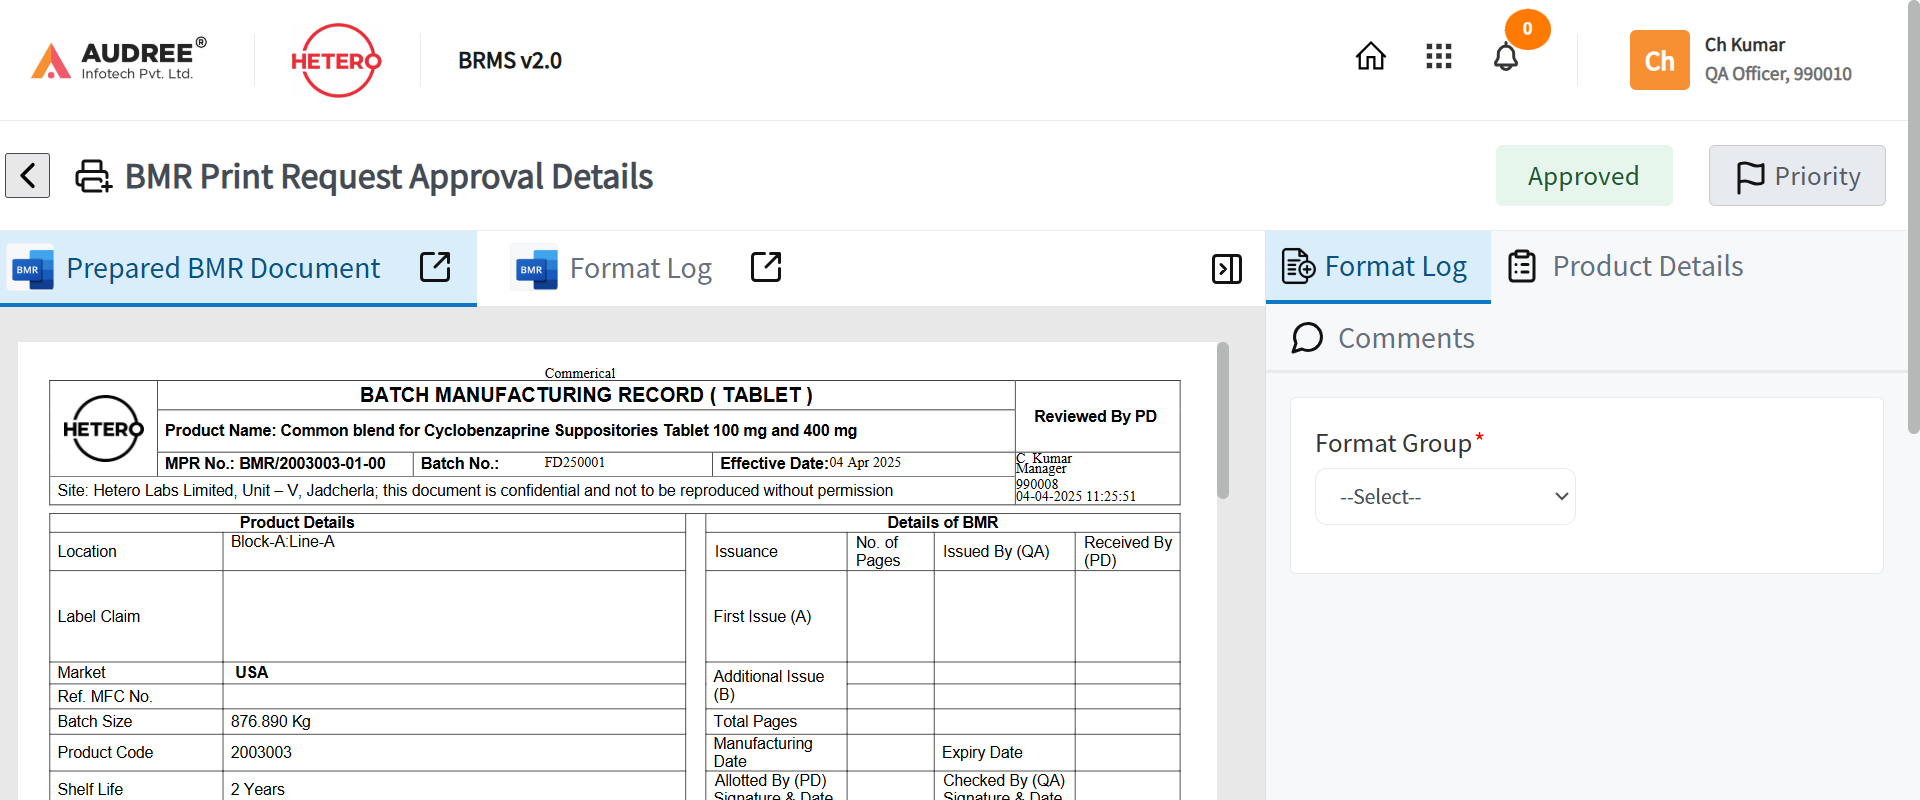 AUDREE®
Infotech Pvt. Ltd.
HETERO
BRMS v2.0
0
Ch
Ch Kumar
QA Officer, 990010
BMR Print Request Approval Details
Approved
Priority
BMR
Prepared BMR Document
BMR
Format Log
Format Log
Product Details
Comments
Format Group*
--Select--
Commerical
HETERO
BATCH MANUFACTURING RECORD ( TABLET )
Reviewed By PD
Product Name: Common blend for Cyclobenzaprine Suppositories Tablet 100 mg and 400 mg
MPR No.: BMR/2003003-01-00
Batch No.:
FD250001
Effective Date:04 Apr 2025
C. Kumar
Manager
990008
04-04-2025 11:25:51
Site: Hetero Labs Limited, Unit – V, Jadcherla; this document is confidential and not to be reproduced without permission
Product Details
Location
Block-A:Line-A
Label Claim
Market
USA
Ref. MFC No.
Batch Size
876.890 Kg
Product Code
2003003
Shelf Life
2 Years
Details of BMR
Issuance
No. of
Pages
Issued By (QA)
Received By
(PD)
First Issue (A)
Additional Issue
(B)
Total Pages
Manufacturing
Date
Expiry Date
Allotted By (PD)
Signature & Date
Checked By (QA)
Signature & Date